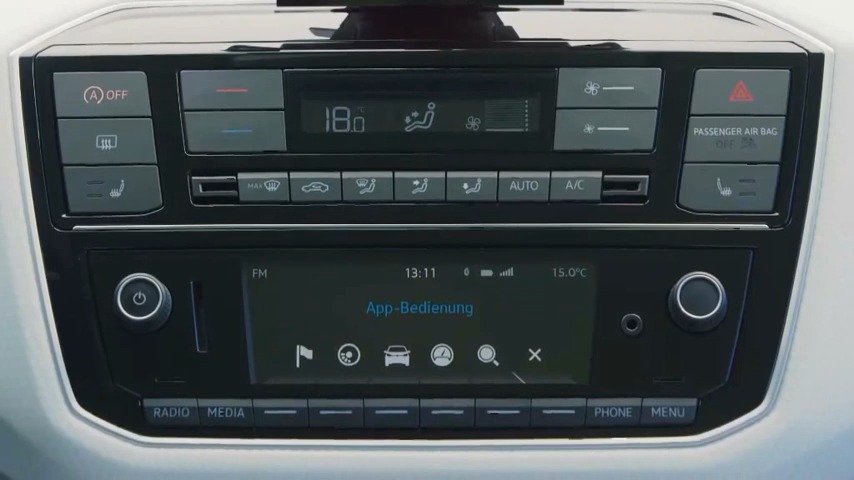 A OFF
18.0 °C
PASSENGER AIR BAG
OFF
MAX
AUTO
A/C
FM
13:11
15.0°C
App-Bedienung
RADIO
MEDIA
PHONE
MENU